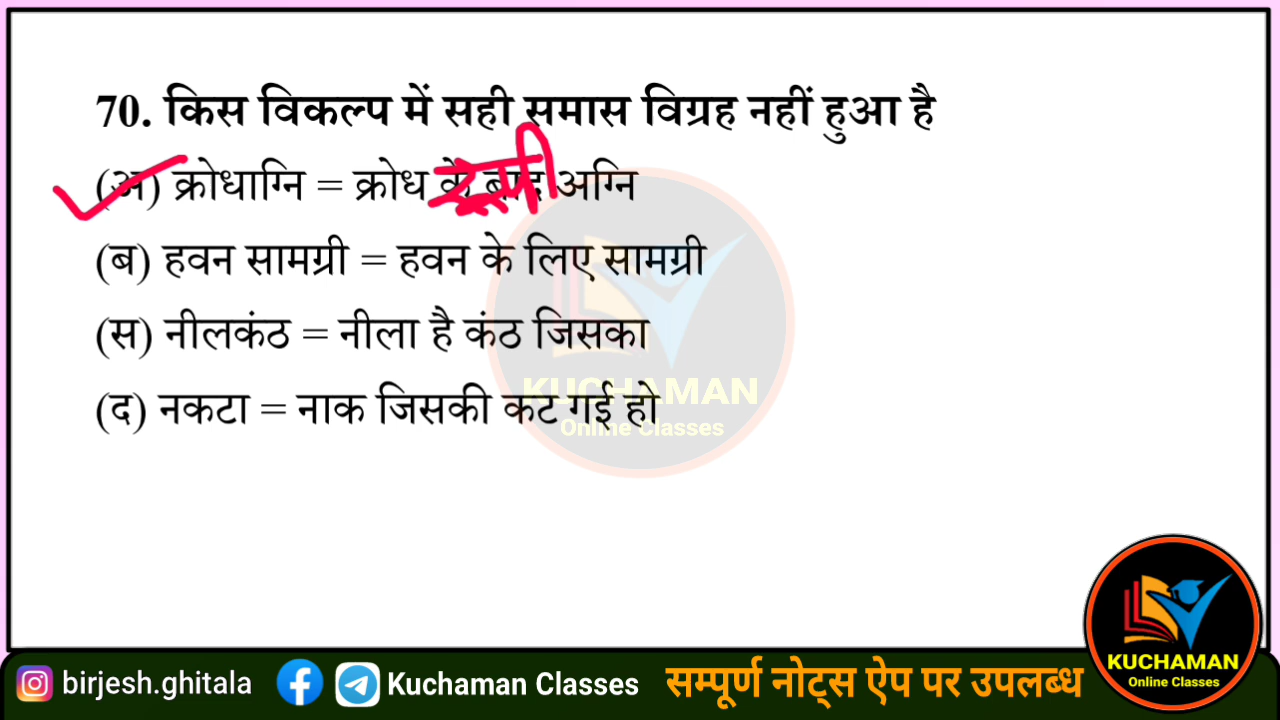 70. किस विकल्प में सही समास विग्रह नहीं हुआ है
(अ) क्रोधाग्नि = क्रोध के बाद अग्नि
रूपी
(ब) हवन सामग्री = हवन के लिए सामग्री
(स) नीलकंठ = नीला है कंठ जिसका
(द) नकटा = नाक जिसकी कट गई हो
KUCHAMAN
Online Classes
KUCHAMAN
Online Classes
birjesh.ghitala Kuchaman Classes सम्पूर्ण नोट्स ऐप पर उपलब्ध